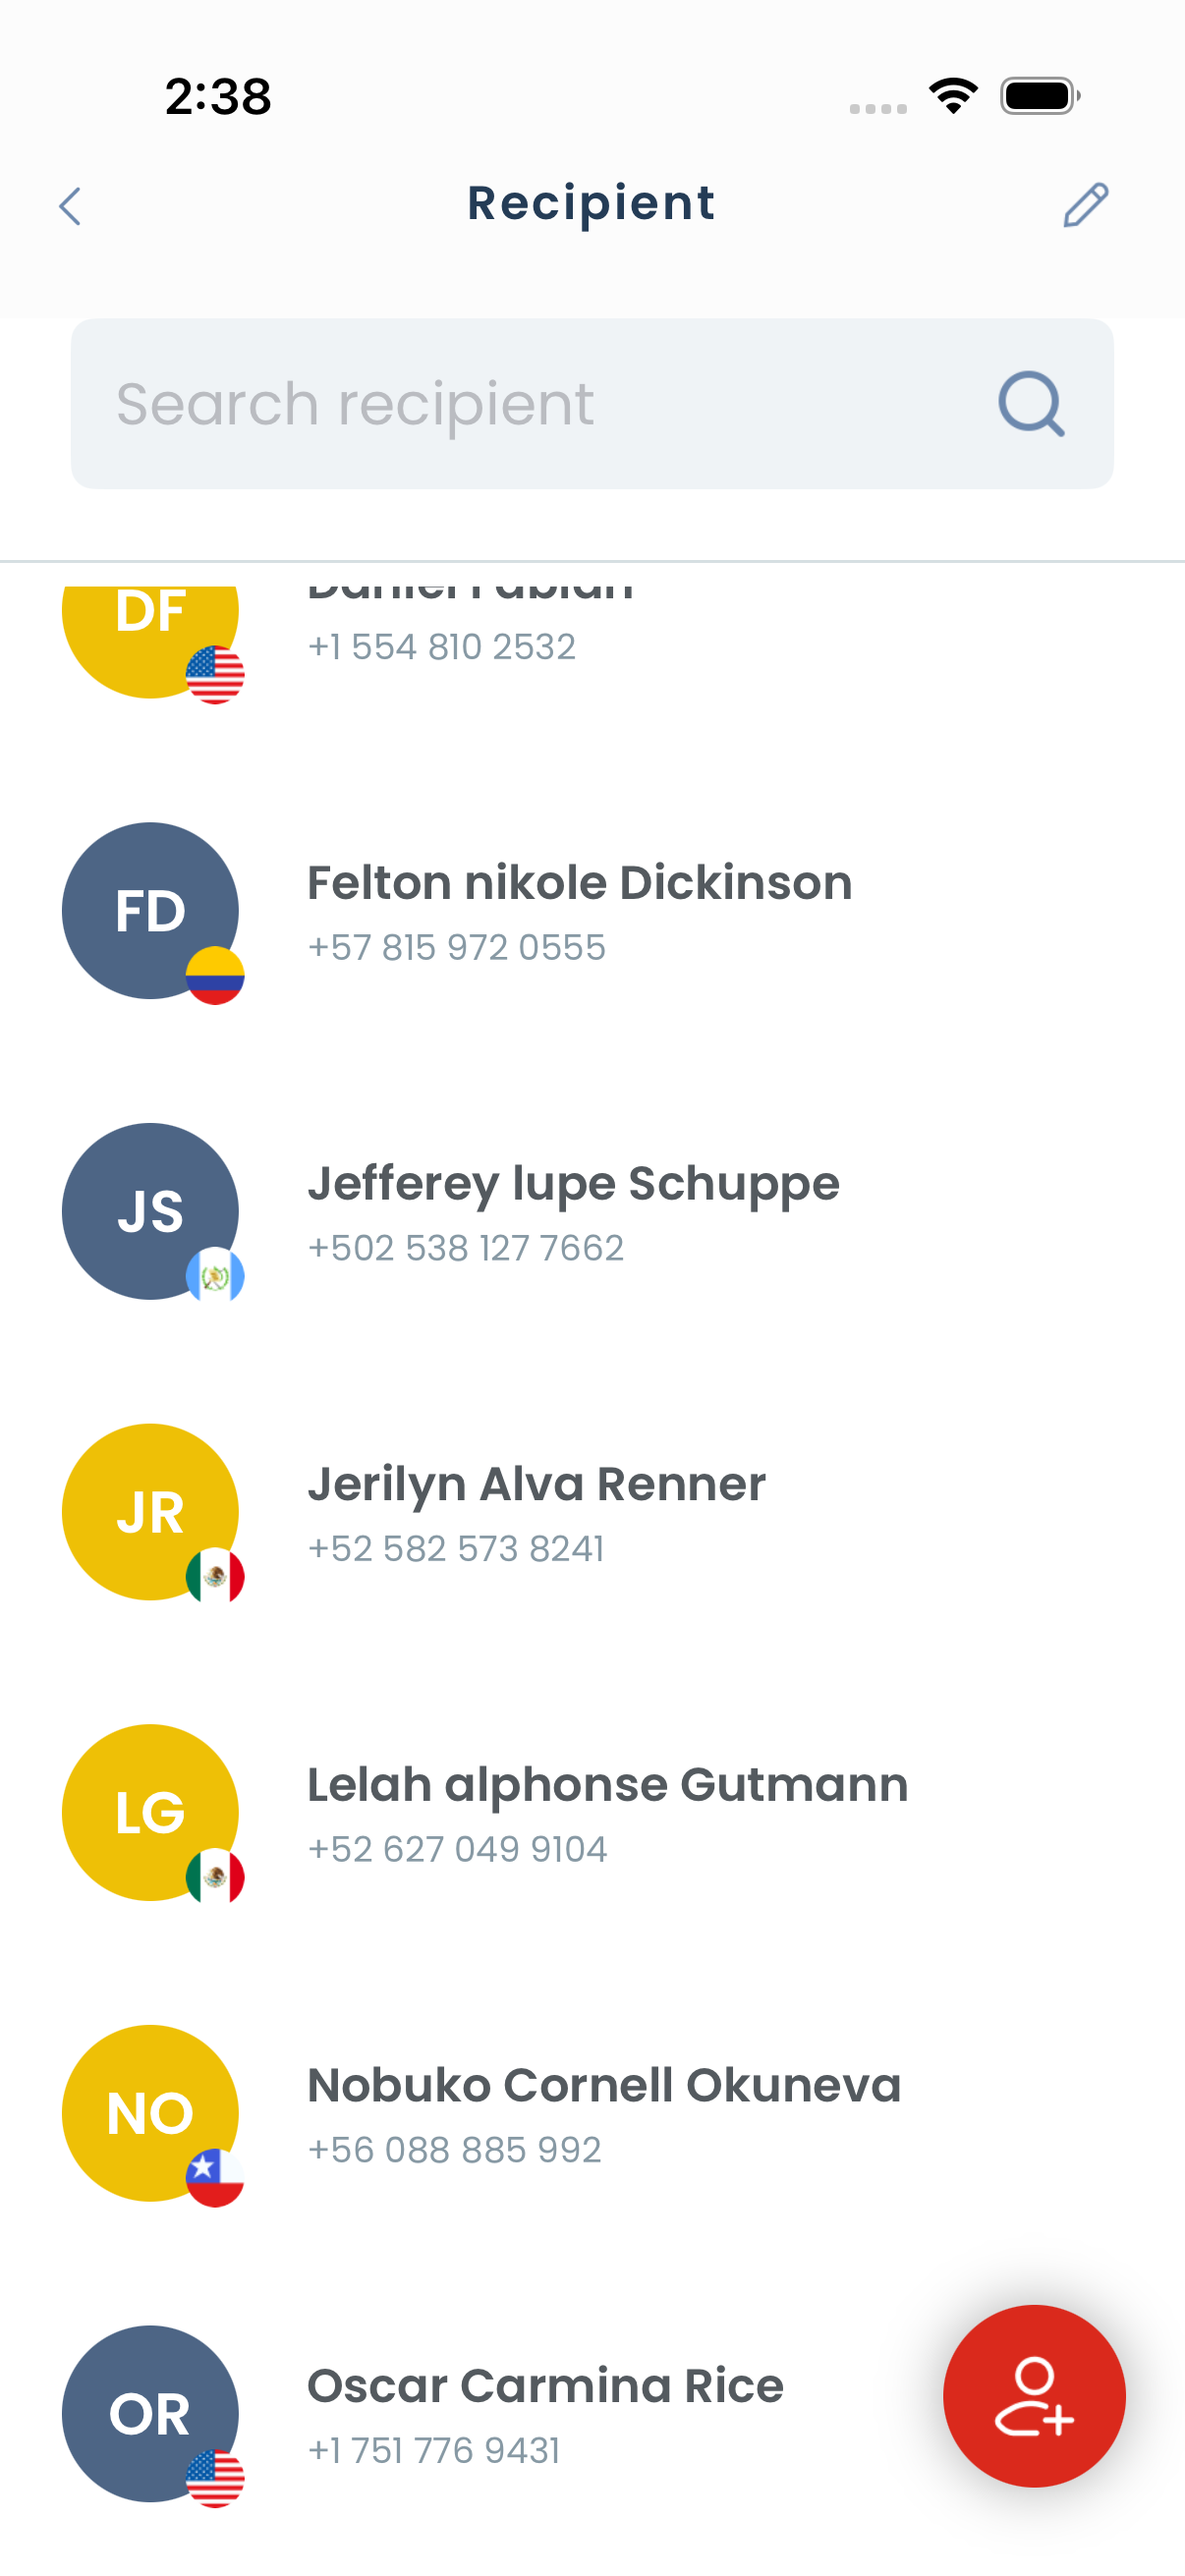 2:38
Recipient
Search recipient
DF
Daniel Fabian
+1 554 810 2532
FD
Felton nikole Dickinson
+57 815 972 0555
JS
Jefferey lupe Schuppe
+502 538 127 7662
JR
Jerilyn Alva Renner
+52 582 573 8241
LG
Lelah alphonse Gutmann
+52 627 049 9104
NO
Nobuko Cornell Okuneva
+56 088 885 992
OR
Oscar Carmina Rice
+1 751 776 9431